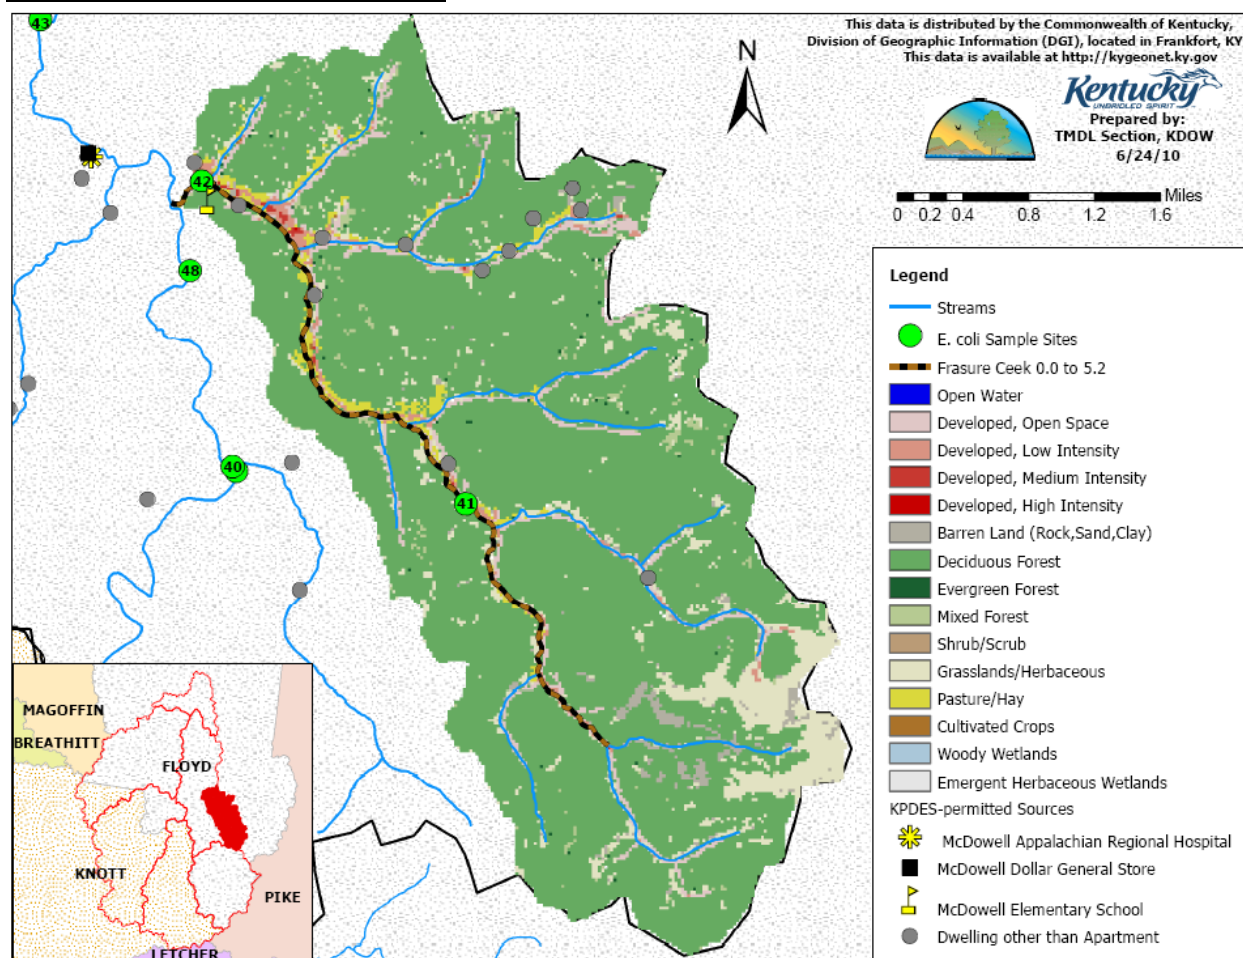 43
This data is distributed by the Commonwealth of Kentucky,
Division of Geographic Information (DGI), located in Frankfort, KY
This data is available at http://kygeonet.ky.gov
N
Kentucky
UNBRIDLED SPIRIT
Prepared by:
TMDL Section, KDOW
6/24/10
Miles
0 0.2 0.4 0.8 1.2 1.6
42
48
40
41
Legend
Streams
E. coli Sample Sites
Frasure Ceek 0.0 to 5.2
Open Water
Developed, Open Space
Developed, Low Intensity
Developed, Medium Intensity
Developed, High Intensity
Barren Land (Rock,Sand,Clay)
Deciduous Forest
Evergreen Forest
Mixed Forest
Shrub/Scrub
Grasslands/Herbaceous
Pasture/Hay
Cultivated Crops
Woody Wetlands
Emergent Herbaceous Wetlands
KPDES-permitted Sources
McDowell Appalachian Regional Hospital
McDowell Dollar General Store
McDowell Elementary School
Dwelling other than Apartment
MAGOFFIN
BREATHITT
FLOYD
KNOTT
PIKE
LETCHER